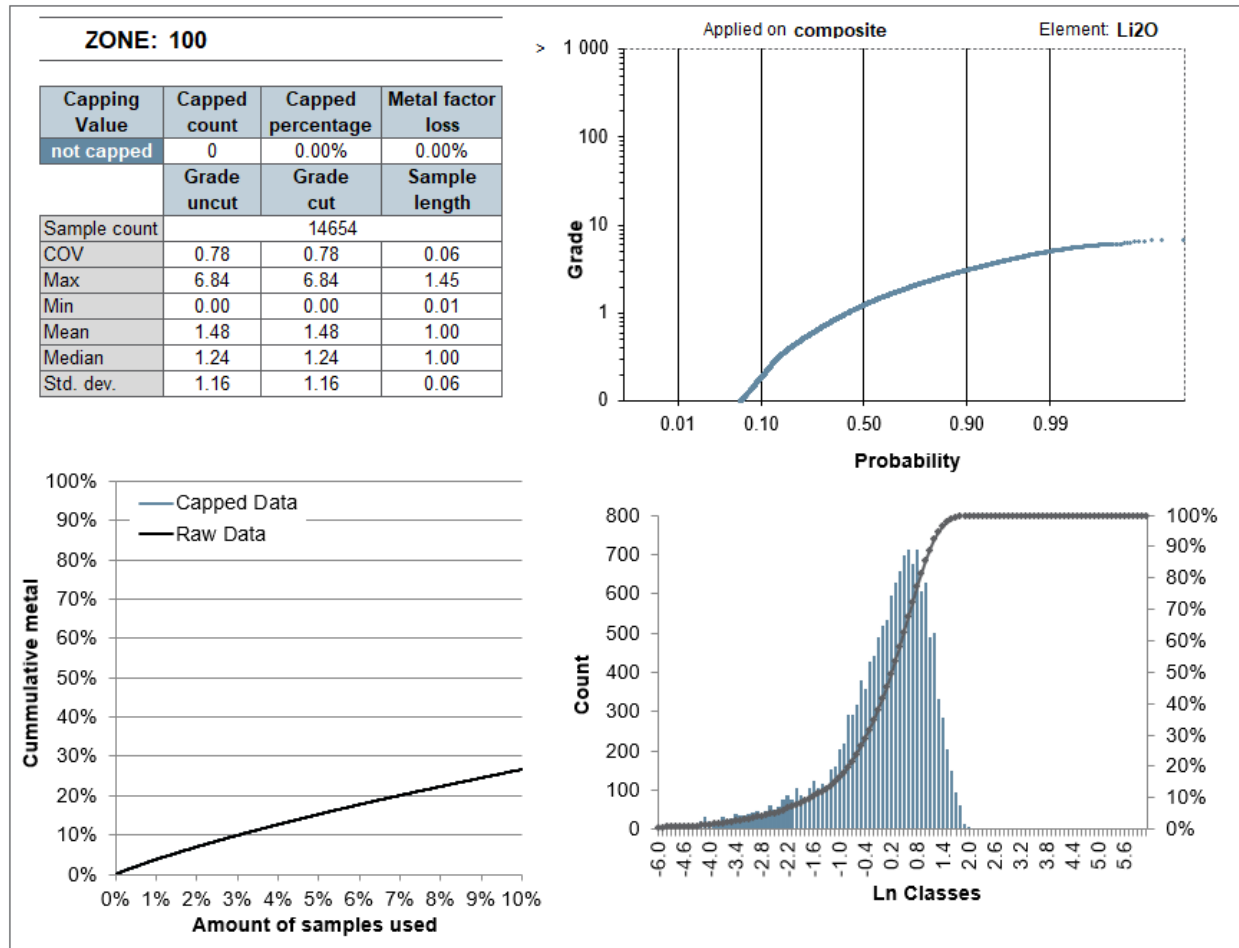 ZONE: 100
Capping Value Capped count Capped percentage Metal factor loss
not capped 0 0.00% 0.00%
Grade uncut Grade cut Sample length
Sample count 14654
COV 0.78 0.78 0.06
Max 6.84 6.84 1.45
Min 0.00 0.00 0.01
Mean 1.48 1.48 1.00
Median 1.24 1.24 1.00
Std. dev. 1.16 1.16 0.06
Applied on composite Element: Li2O
>
1 000
100
10
1
0
Grade
0.01 0.10 0.50 0.90 0.99
Probability
100%
90%
80%
70%
60%
50%
40%
30%
20%
10%
0%
Cummulative metal
Capped Data
Raw Data
0% 1% 2% 3% 4% 5% 6% 7% 8% 9% 10%
Amount of samples used
800
700
600
500
400
300
200
100
0
Count
100%
90%
80%
70%
60%
50%
40%
30%
20%
10%
0%
-6.0 -4.6 -4.0 -3.4 -2.8 -2.2 -1.6 -1.0 -0.4 0.2 0.8 1.4 2.0 2.6 3.2 3.8 4.4 5.0 5.6
Ln Classes